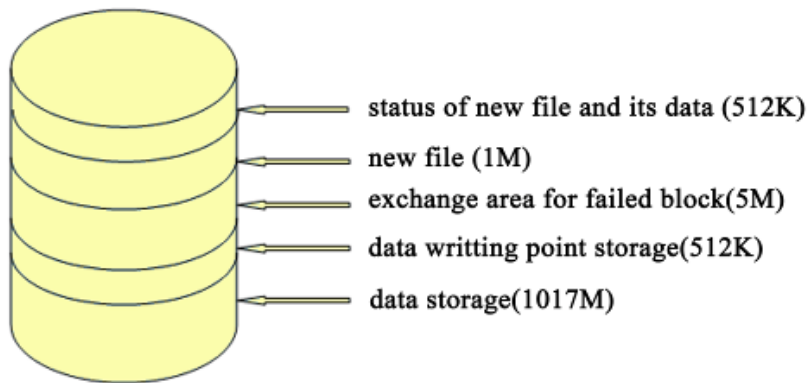 status of new file and its data (512K)
new file (1M)
exchange area for failed block(5M)
data writting point storage(512K)
data storage(1017M)